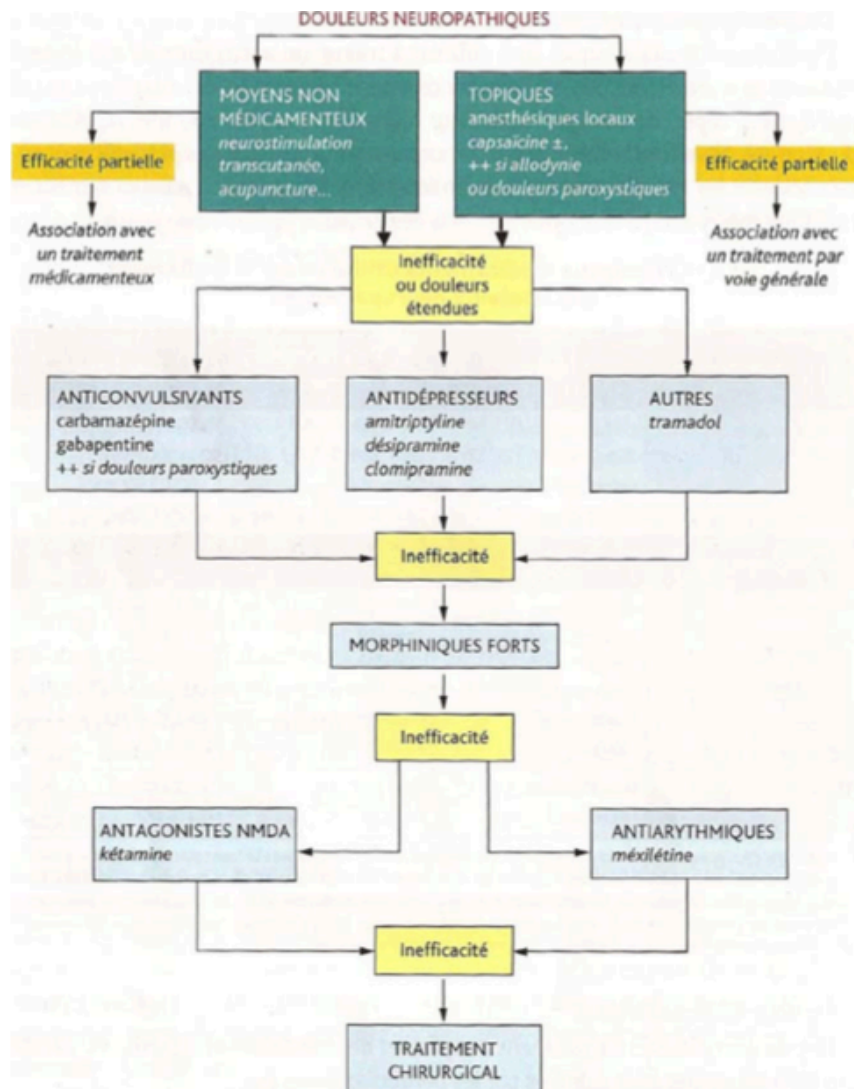 DOULEURS NEUROPATHIQUES
MOYENS NON
MÉDICAMENTEUX
neurostimulation
transcutanée,
acupuncture...
TOPIQUES
anesthésiques locaux
capsaïcine ±,
++ si allodynie
ou douleurs paroxystiques
Efficacité partielle
Efficacité partielle
Association avec
un traitement
médicamenteux
Association avec
un traitement par
voie générale
Inefficacité
ou douleurs
étendues
ANTICONVULSIVANTS
carbamazépine
gabapentine
++ si douleurs paroxystiques
ANTIDÉPRESSEURS
amitriptyline
désipramine
clomipramine
AUTRES
tramadol
Inefficacité
MORPHINIQUES FORTS
Inefficacité
ANTAGONISTES NMDA
kétamine
ANTIARYTHMIQUES
méxilétine
Inefficacité
TRAITEMENT
CHIRURGICAL